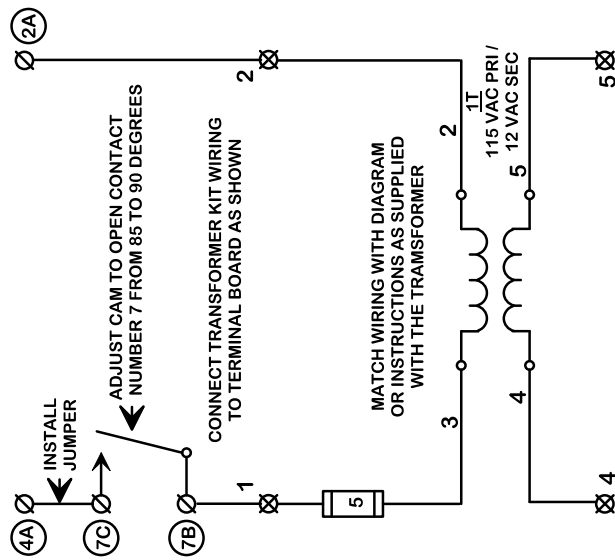 2A
4A
INSTALL
JUMPER
7C
ADJUST CAM TO OPEN CONTACT
NUMBER 7 FROM 85 TO 90 DEGREES
7B
CONNECT TRANSFORMER KIT WIRING
TO TERMINAL BOARD AS SHOWN
1
2
5
MATCH WIRING WITH DIAGRAM
OR INSTRUCTIONS AS SUPPLIED
WITH THE TRAMSFORMER
3
2
1T
115 VAC PRI /
12 VAC SEC
4
5
4
5